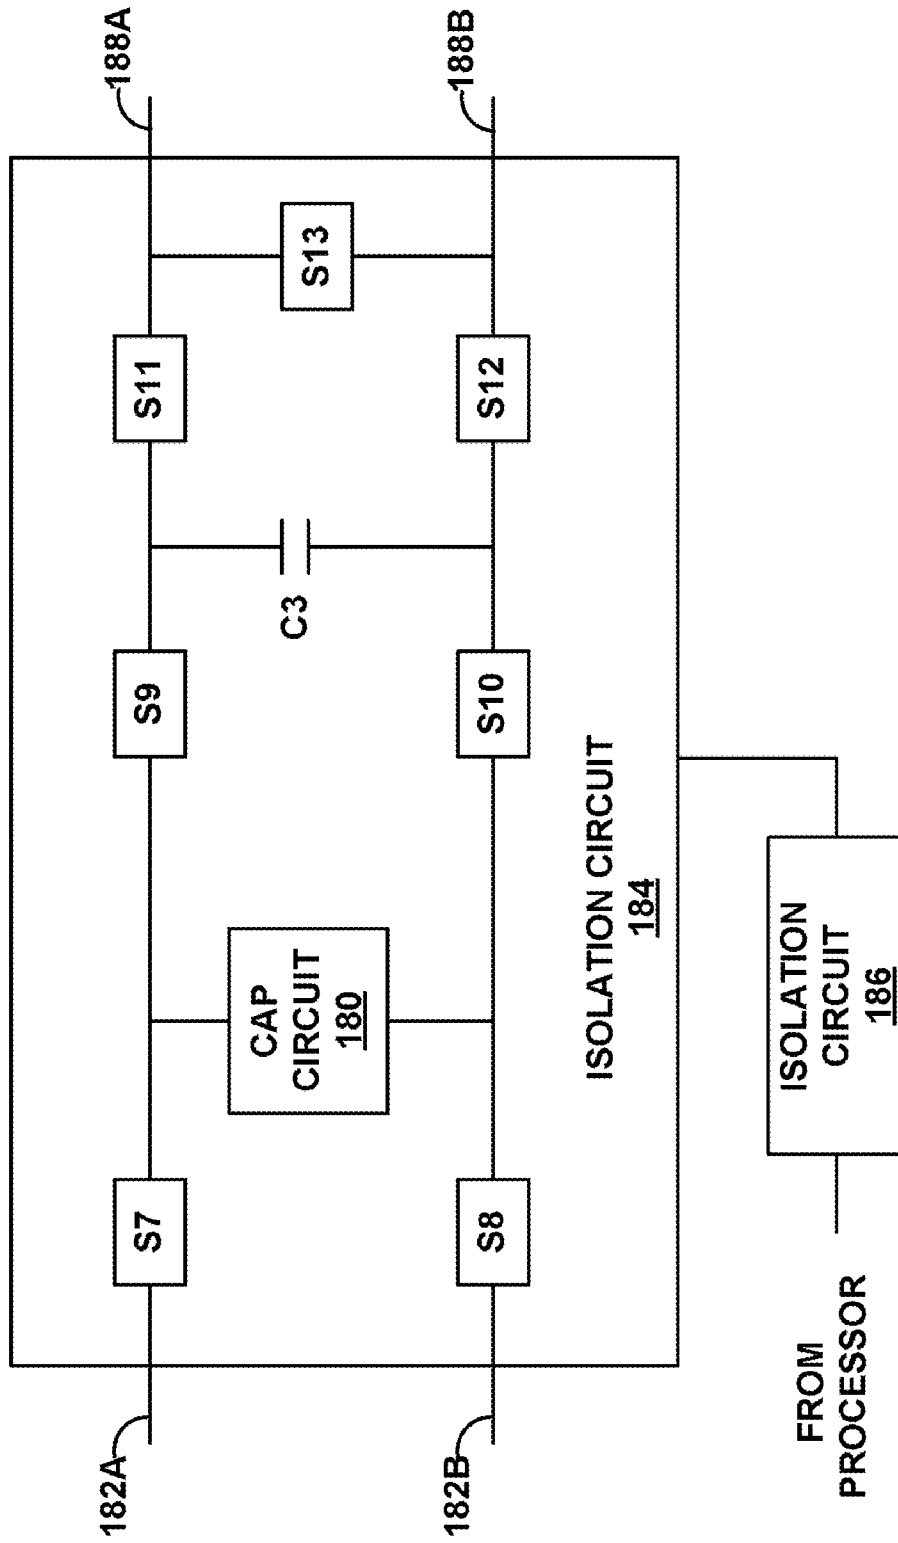 182A
S7
S9
S11
188A
CAP
CIRCUIT
180
C3
S13
182B
S8
S10
S12
188B
ISOLATION CIRCUIT
184
FROM
PROCESSOR
ISOLATION
CIRCUIT
186